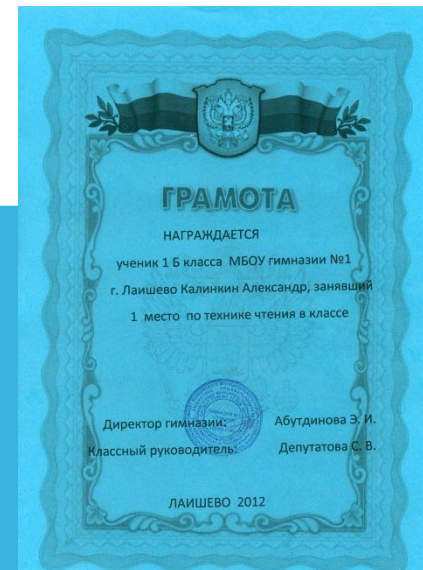 ГРАМОТА
НАГРАЖДАЕТСЯ
ученик 1 Б класса МБОУ гимназии №1
г. Лаишево Калинкин Александр, занявший
1 место по технике чтения в классе
Директор гимназии: Абутдинова Э. И.
Классный руководитель: Депутатова С. В.
ЛАИШЕВО 2012